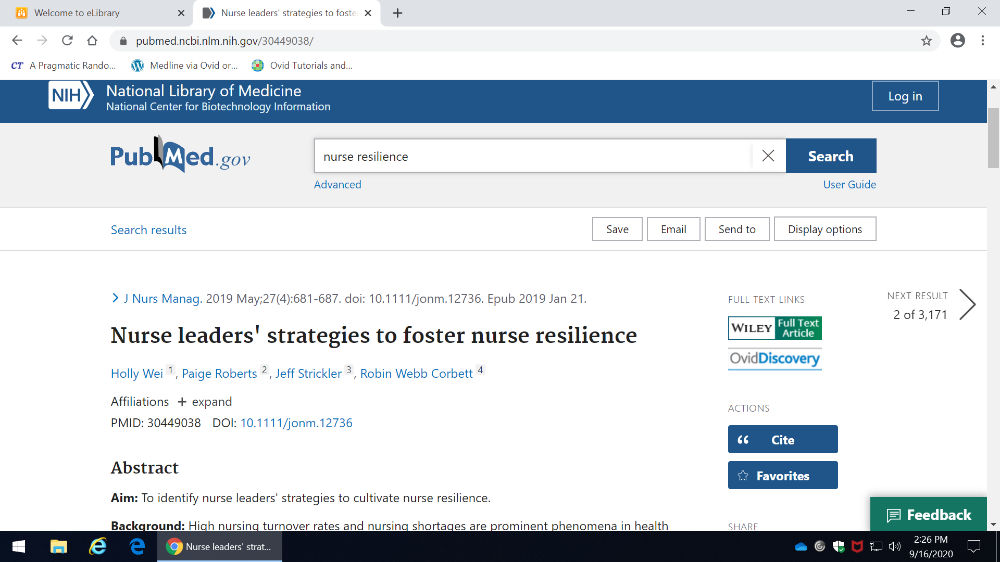 Welcome to eLibrary
Nurse leaders' strategies to foste
pubmed.ncbi.nlm.nih.gov/30449038/
CT A Pragmatic Rando...
Medline via Ovid or...
Ovid Tutorials and...
NIH
National Library of Medicine
National Center for Biotechnology Information
Log in
PubMed.gov
nurse resilience
Search
Advanced
User Guide
Search results
Save
Email
Send to
Display options
J Nurs Manag. 2019 May;27(4):681-687. doi: 10.1111/jonm.12736. Epub 2019 Jan 21.
Nurse leaders' strategies to foster nurse resilience
Holly Wei 1, Paige Roberts 2, Jeff Strickler 3, Robin Webb Corbett 4
Affiliations + expand
PMID: 30449038 DOI: 10.1111/jonm.12736
Abstract
Aim: To identify nurse leaders' strategies to cultivate nurse resilience.
Background: High nursing turnover rates and nursing shortages are prominent phenomena in health
FULL TEXT LINKS
WILEY Full Text
Article
OvidDiscovery
ACTIONS
Cite
Favorites
SHARE
NEXT RESULT
2 of 3,171
Feedback
Nurse leaders' strat...
2:26 PM
9/16/2020